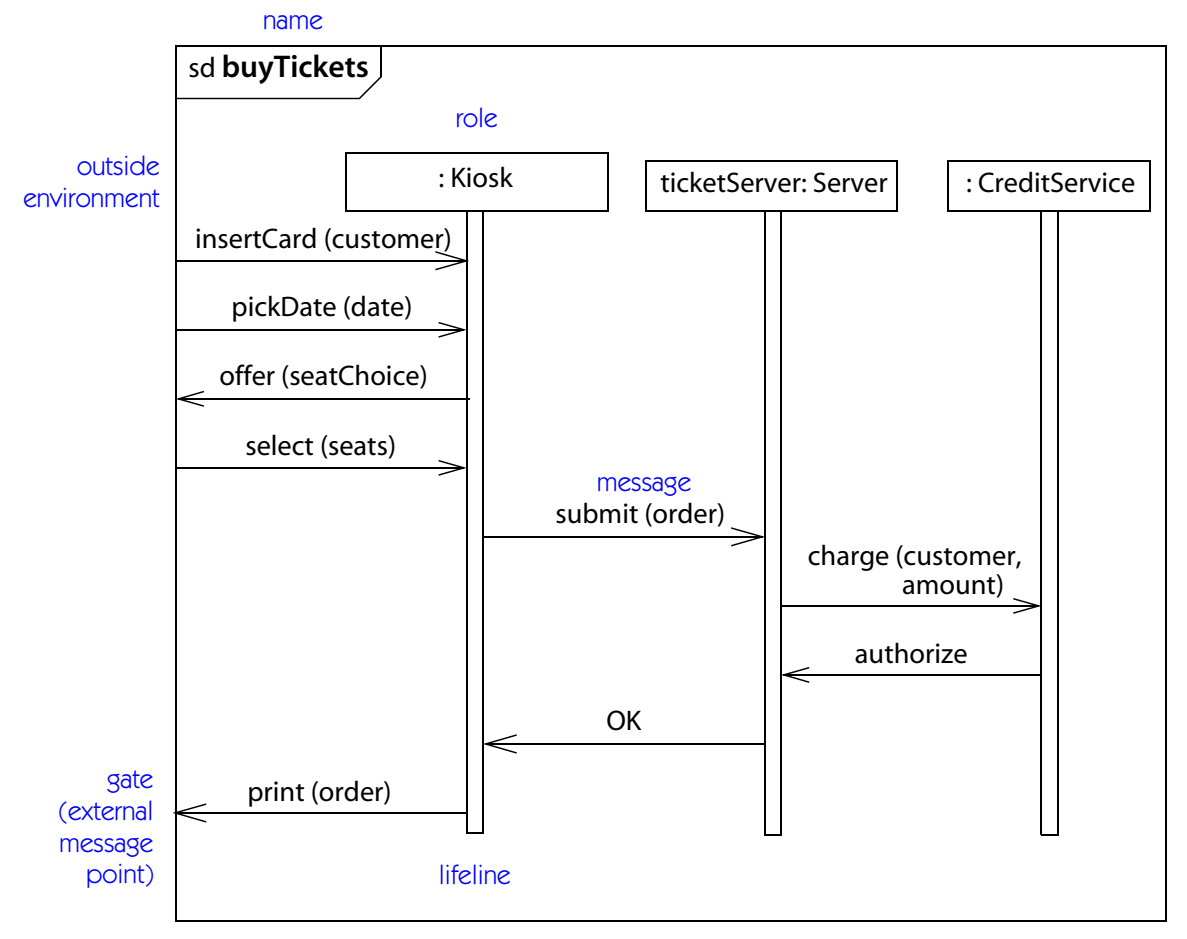 name
sd buyTickets
role
outside
environment
: Kiosk
ticketServer: Server
: CreditService
insertCard (customer)
pickDate (date)
offer (seatChoice)
select (seats)
message
submit (order)
charge (customer,
amount)
authorize
OK
gate
(external
message
point)
print (order)
lifeline